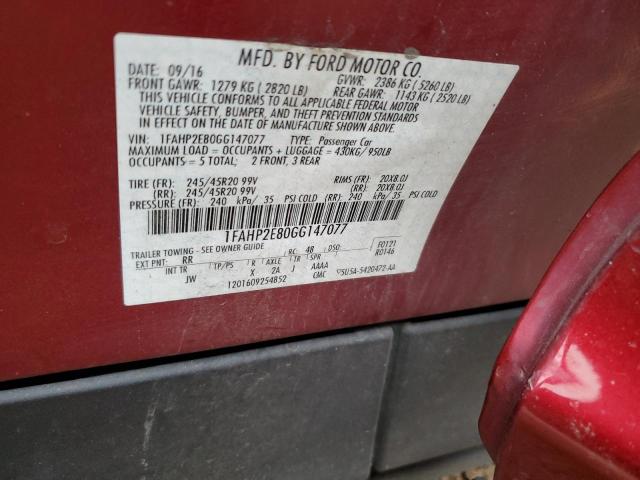 MFD. BY FORD MOTOR CO.
DATE: 09/16 GVWR: 2386 KG ( 5260 LB)
FRONT GAWR: 1279 KG ( 2820 LB) REAR GAWR: 1143 KG ( 2520 LB)
THIS VEHICLE CONFORMS TO ALL APPLICABLE FEDERAL MOTOR
VEHICLE SAFETY, BUMPER, AND THEFT PREVENTION STANDARDS
IN EFFECT ON THE DATE OF MANUFACTURE SHOWN ABOVE.
VIN: 1FAHP2E80GG147077 TYPE: Passenger Car
MAXIMUM LOAD = OCCUPANTS + LUGGAGE = 430KG/ 950LB
OCCUPANTS = 5 TOTAL; 2 FRONT, 3 REAR
TIRE (FR): 245/45R20 99V RIMS (FR): 20X8.0J
(RR): 245/45R20 99V (RR): 20X8.0J
PRESSURE (FR): 240 kPa/ 35 PSI COLD (RR): 240 kPa/ 35 PSI COLD
1FAHP2E80GG147077
TRAILER TOWING - SEE OWNER GUIDE RC: 48 DSO: F0121
EXT PNT: RR R0146
INT TR TP/PS R AXLE TR SPR
JW X 2A J AAAA
1201609254852 CMC 5U5A-5420472-AA